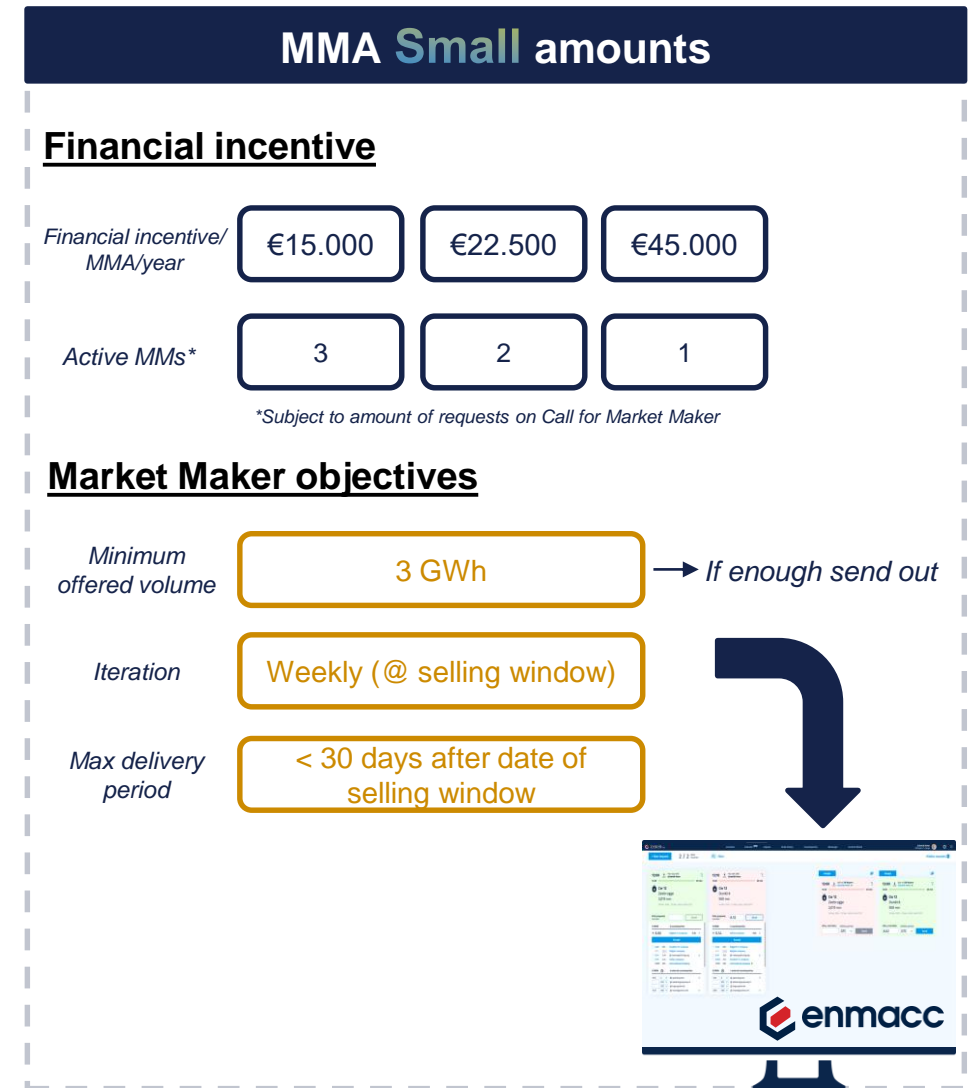 MMA Small amounts
Financial incentive
Financial incentive/
MMA/year
€15.000
€22.500
€45.000
Active MMs*
3
2
1
*Subject to amount of requests on Call for Market Maker
Market Maker objectives
Minimum
offered volume
3 GWh
If enough send out
Iteration
Weekly (@ selling window)
Max delivery
period
< 30 days after date of
selling window
enmacc